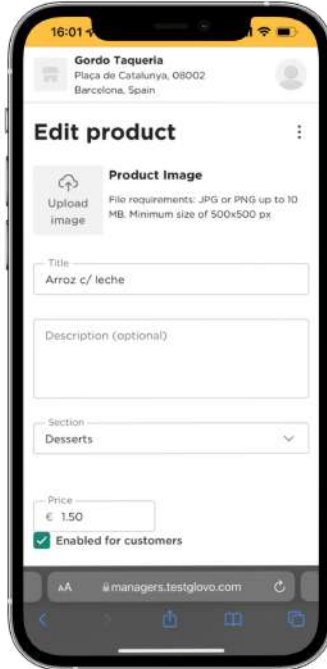 16:01
Gordo Taqueria
Plaça de Catalunya, 08002
Barcelona, Spain
Edit product
Upload
image
Product Image
File requirements: JPG or PNG up to 10
MB. Minimum size of 500x500 px
Title
Arroz c/ leche
Description (optional)
Section
Desserts
Price
€ 1.50
Enabled for customers
AA
managers.testglovo.com